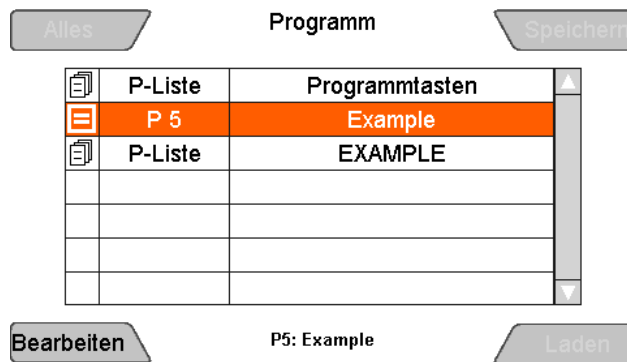 Alles Programm Speichern
P-Liste Programmtasten
P 5 Example
P-Liste EXAMPLE
Bearbeiten P5: Example Laden